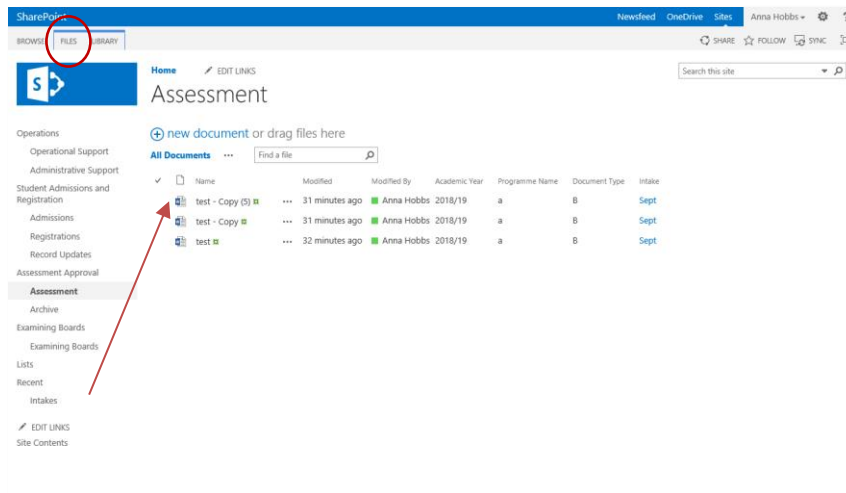 SharePoint
Newsfeed OneDrive Sites Anna Hobbs ?
BROWSE FILES LIBRARY
SHARE FOLLOW SYNC
S
Home EDIT LINKS
Search this site
Assessment
new document or drag files here
All Documents ... Find a file
Name Modified Modified By Academic Year Programme Name Document Type Intake
test - Copy (5) ... 31 minutes ago Anna Hobbs 2018/19 a B Sept
test - Copy ... 31 minutes ago Anna Hobbs 2018/19 a B Sept
test ... 32 minutes ago Anna Hobbs 2018/19 a B Sept
Operations
Operational Support
Administrative Support
Student Admissions and
Registration
Admissions
Registrations
Record Updates
Assessment Approval
Assessment
Archive
Examining Boards
Examining Boards
Lists
Recent
Intakes
EDIT LINKS
Site Contents